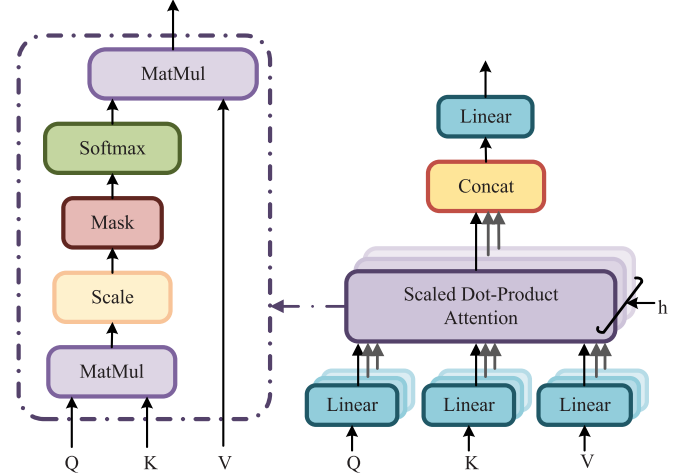 MatMul
Softmax
Mask
Scale
MatMul
Q K V
Linear
Concat
Scaled Dot-Product
Attention
h
Linear Linear Linear
Q K V